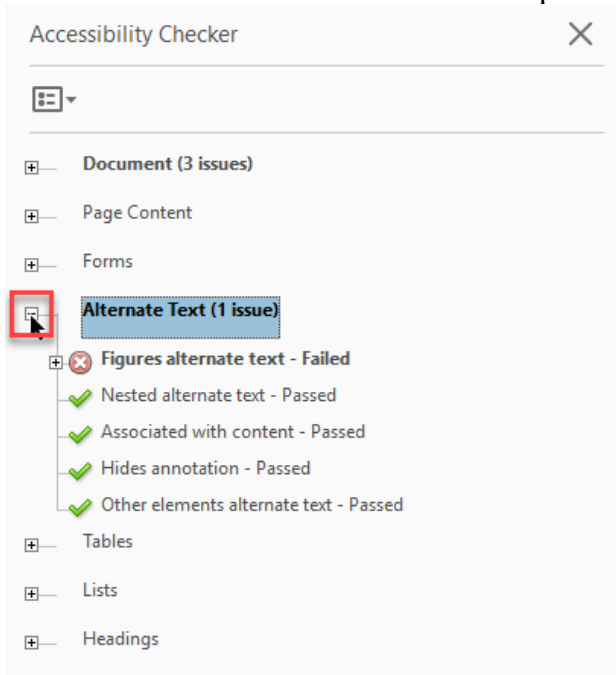 Accessibility Checker
Document (3 issues)
Page Content
Forms
Alternate Text (1 issue)
Figures alternate text - Failed
Nested alternate text - Passed
Associated with content - Passed
Hides annotation - Passed
Other elements alternate text - Passed
Tables
Lists
Headings